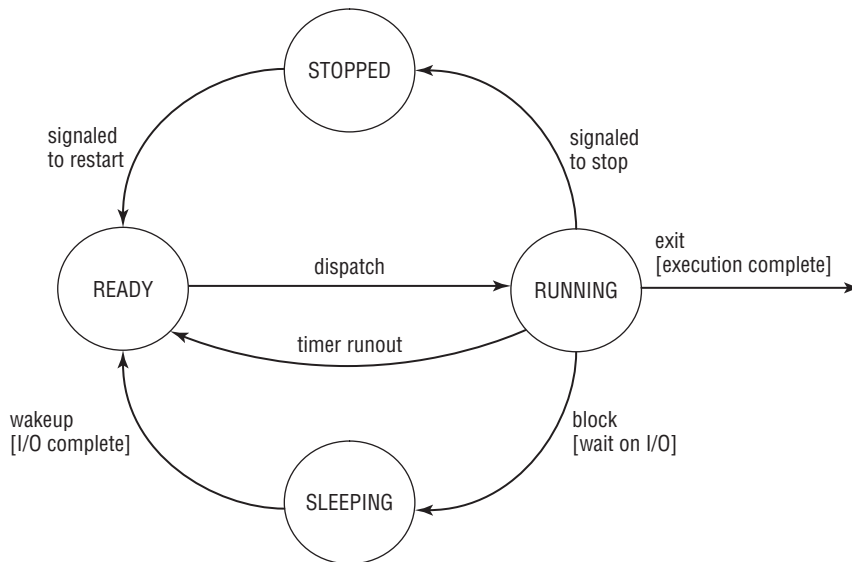 STOPPED
signaled
to restart
signaled
to stop
exit
[execution complete]
dispatch
READY
RUNNING
timer runout
wakeup
[I/O complete]
block
[wait on I/O]
SLEEPING